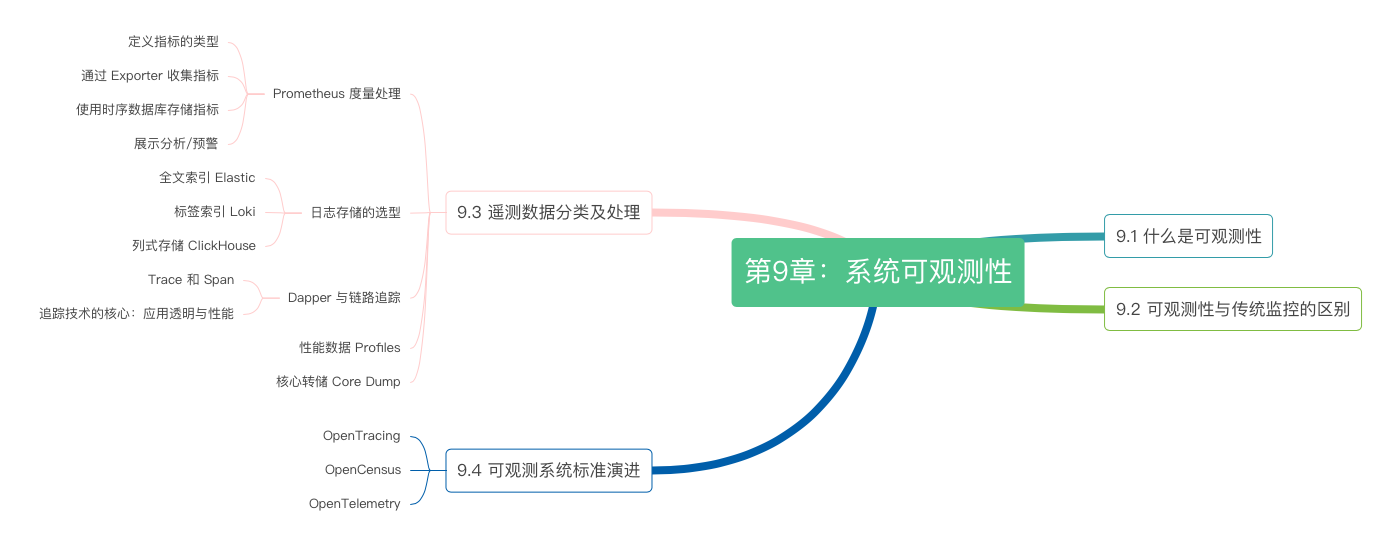 第9章：系统可观测性
9.1 什么是可观测性
9.2 可观测性与传统监控的区别
9.3 遥测数据分类及处理
Prometheus 度量处理
定义指标的类型
通过 Exporter 收集指标
使用时序数据库存储指标
展示分析/预警
日志存储的选型
全文索引 Elastic
标签索引 Loki
列式存储 ClickHouse
Dapper 与链路追踪
Trace 和 Span
追踪技术的核心：应用透明与性能
性能数据 Profiles
核心转储 Core Dump
9.4 可观测系统标准演进
OpenTracing
OpenCensus
OpenTelemetry